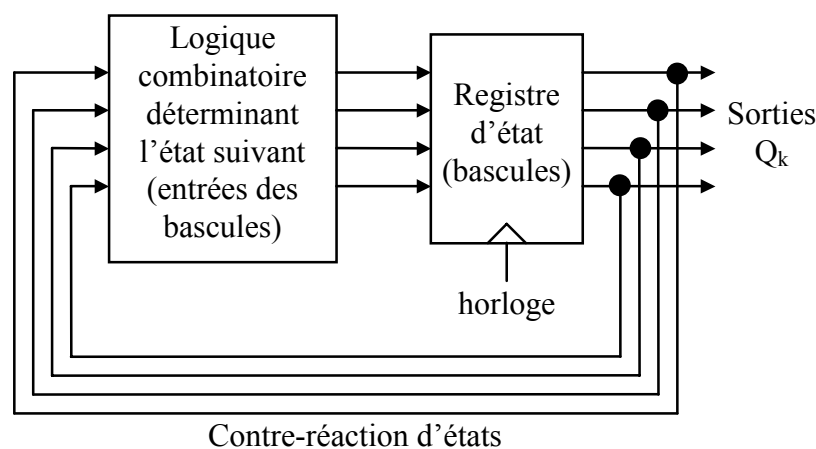 Logique
combinatoire
déterminant
l’état suivant
(entrées des
bascules)
Registre
d’état
(bascules)
Sorties
Qk
horloge
Contre-réaction d’états